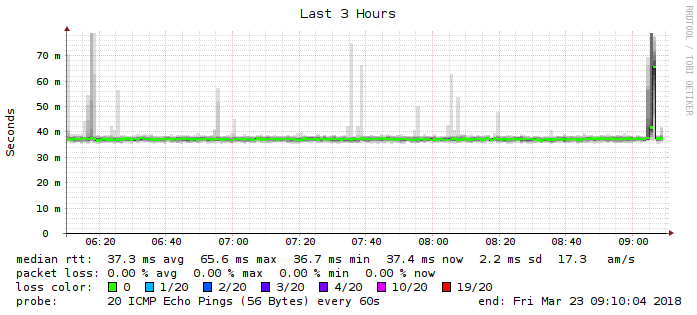 Last 3 Hours
RRDTOOL / TOBI OETIKER
Seconds
70 m
60 m
50 m
40 m
30 m
20 m
10 m
0
06:20 06:40 07:00 07:20 07:40 08:00 08:20 08:40 09:00
median rtt: 37.3 ms avg 65.6 ms max 36.7 ms min 37.4 ms now 2.2 ms sd 17.3 am/s
packet loss: 0.00 % avg 0.00 % max 0.00 % min 0.00 % now
loss color: 0 1/20 2/20 3/20 4/20 10/20 19/20
probe: 20 ICMP Echo Pings (56 Bytes) every 60s end: Fri Mar 23 09:10:04 2018